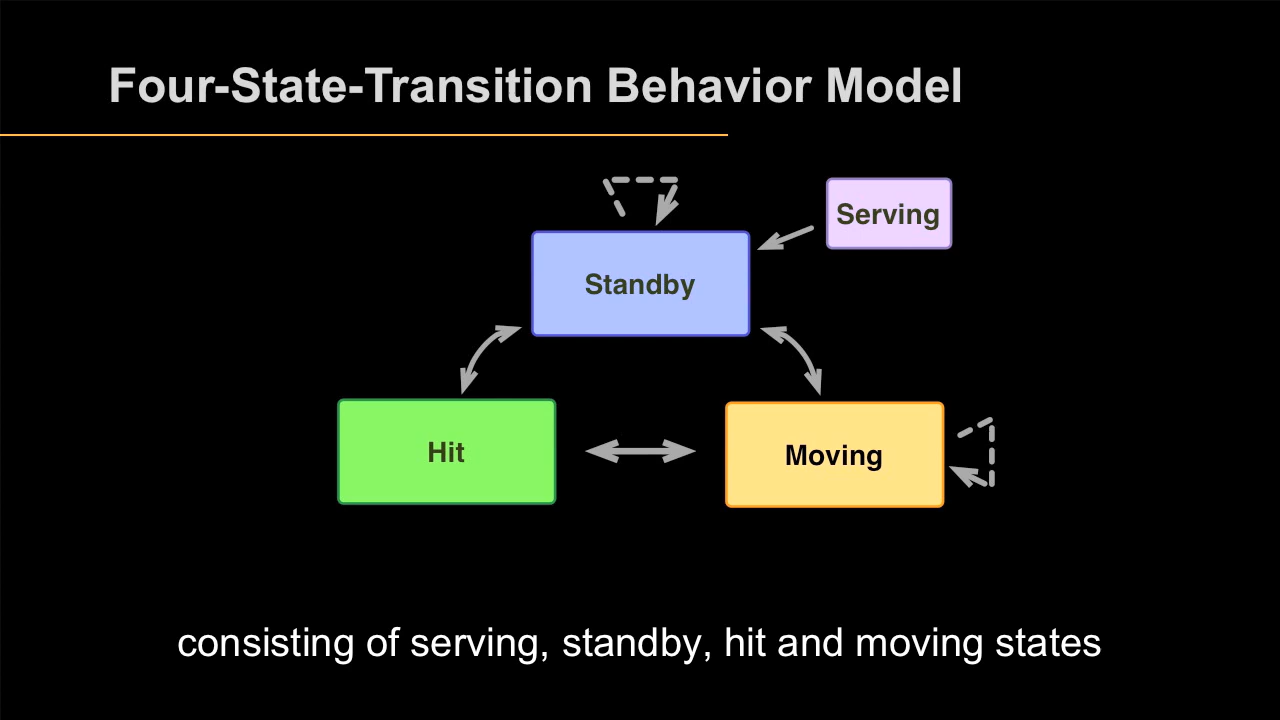 Four-State-Transition Behavior Model
Serving
Standby
Hit
Moving
consisting of serving, standby, hit and moving states